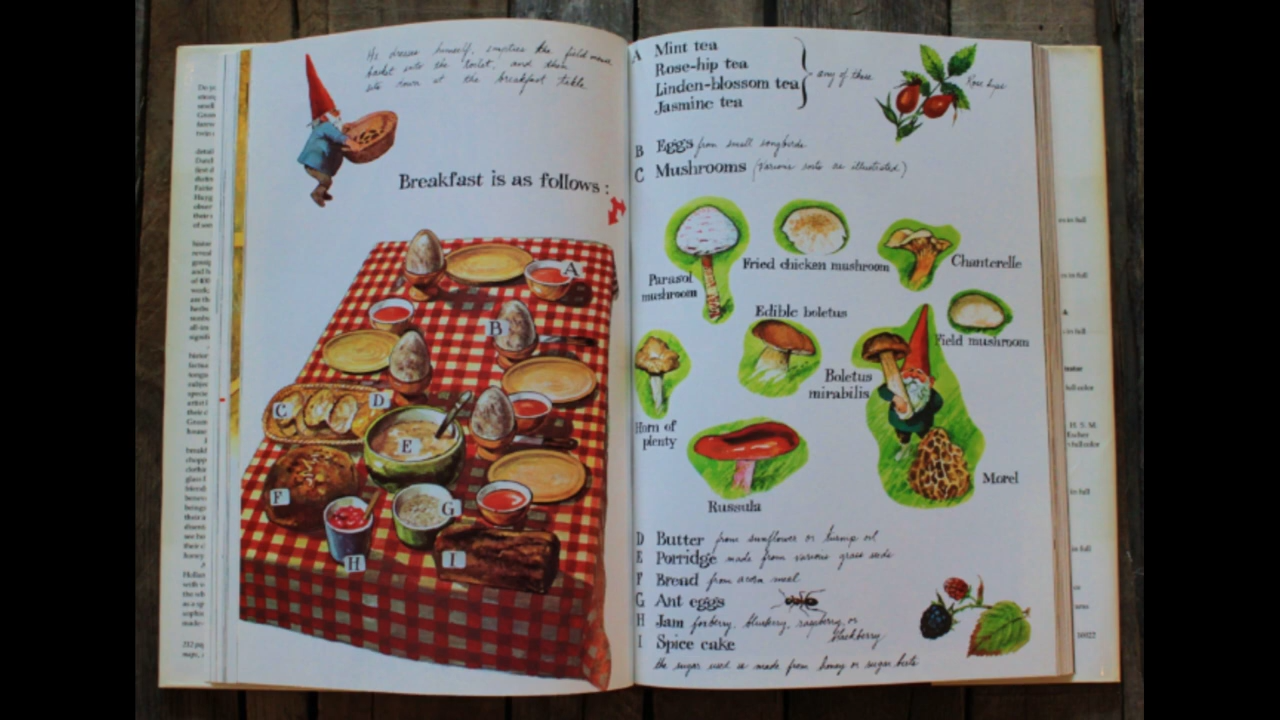 He dresses himself, empties the field mouse
basket into the toilet, and then
sits down at the breakfast table.
Breakfast is as follows:
A
B
C
D
E
F
G
H
I
A Mint tea
Rose-hip tea
Linden-blossom tea
Jasmine tea
any of these
Rose hips
B Eggs from small songbirds
C Mushrooms (various sorts as illustrated)
Parasol
mushroom
Fried chicken mushroom
Chanterelle
Edible boletus
Field mushroom
Boletus
mirabilis
Horn of
plenty
Morel
Russula
D Butter from sunflower or turnip oil
E Porridge made from various grass seeds
F Bread from acorn meal
G Ant eggs
H Jam foxberry, blueberry, raspberry, or
blackberry
I Spice cake
the sugar used is made from honey or sugar beets